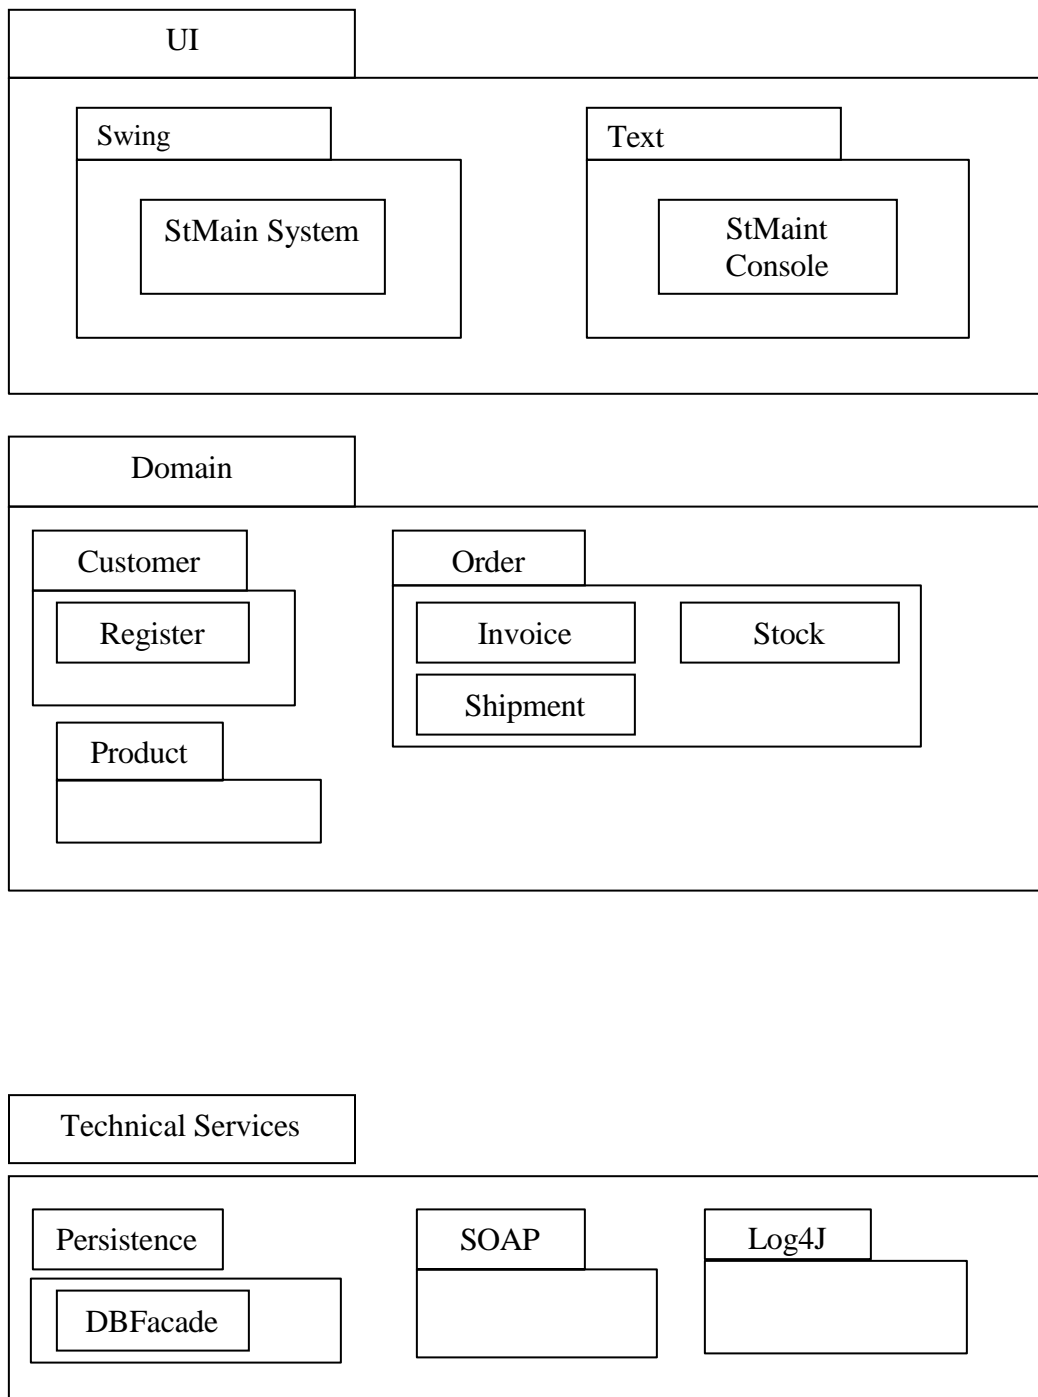 UI
Swing
Text
StMain System
StMaint
Console
Domain
Customer
Order
Register
Invoice
Stock
Shipment
Product
Technical Services
Persistence
SOAP
Log4J
DBFacade